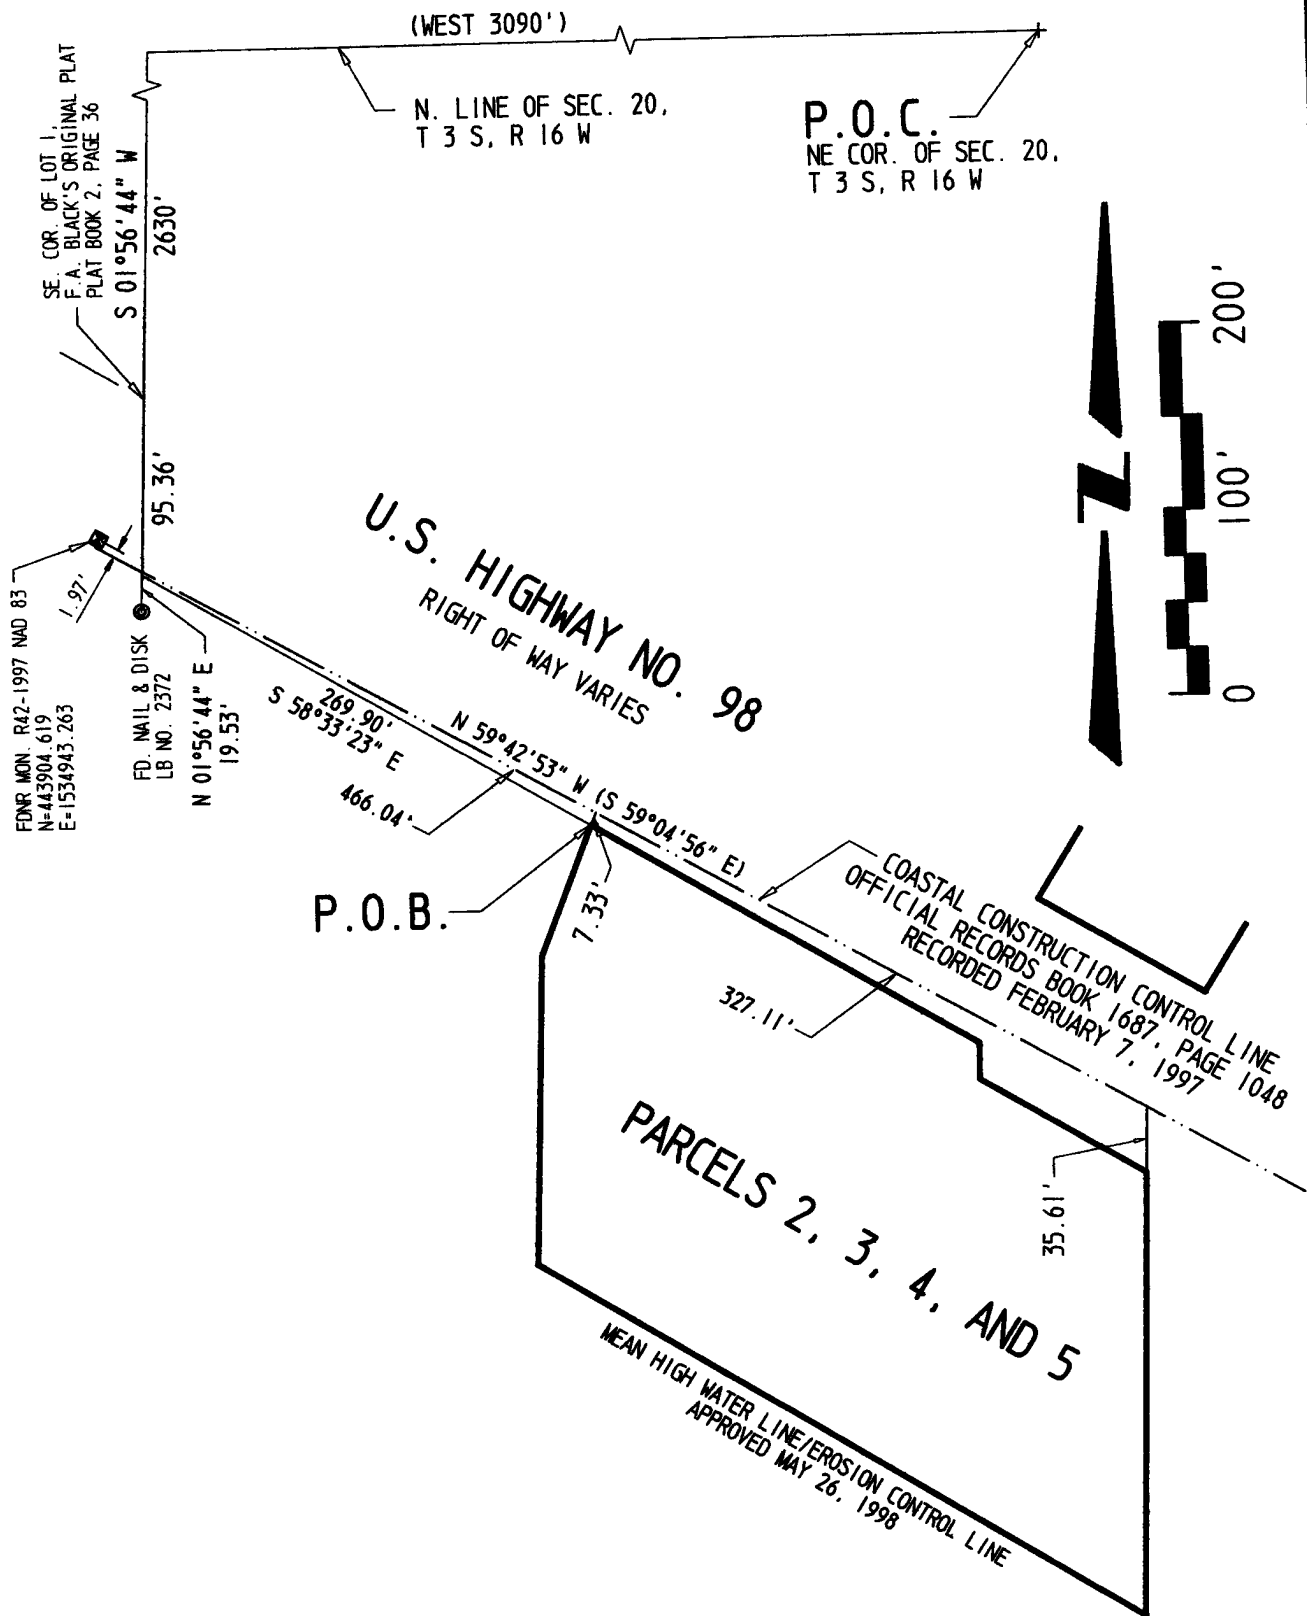 (WEST 3090')
N. LINE OF SEC. 20,
T 3 S, R 16 W
P.O.C.
NE COR. OF SEC. 20,
T 3 S, R 16 W
SE. COR. OF LOT 1,
F.A. BLACK'S ORIGINAL PLAT
PLAT BOOK 2, PAGE 36
S 01°56'44" W
2630'
95.36'
200'
100'
0
N
U.S. HIGHWAY NO. 98
RIGHT OF WAY VARIES
FDNR MON. R42-1997 NAD 83
N=443904.619
E=1534943.263
1.97'
FD. NAIL & DISK
LB NO. 2372
N 01°56'44" E
19.53'
269.90'
S 58°33'23" E
N 59°42'53" W (S 59°04'56" E)
466.04'
P.O.B.
7.33'
COASTAL CONSTRUCTION CONTROL LINE
OFFICIAL RECORDS BOOK 1687, PAGE 1048
RECORDED FEBRUARY 7, 1997
327.11'
PARCELS 2, 3, 4, AND 5
35.61'
MEAN HIGH WATER LINE/EROSION CONTROL LINE
APPROVED MAY 26, 1998